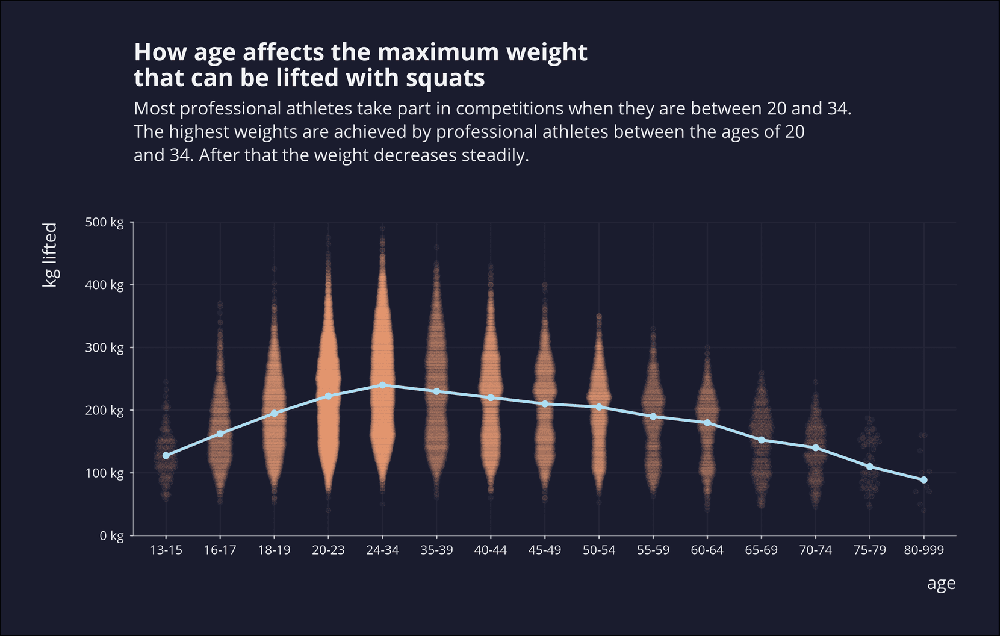 How age affects the maximum weight
that can be lifted with squats
Most professional athletes take part in competitions when they are between 20 and 34.
The highest weights are achieved by professional athletes between the ages of 20
and 34. After that the weight decreases steadily.
kg lifted
500 kg
400 kg
300 kg
200 kg
100 kg
0 kg
13-15 16-17 18-19 20-23 24-34 35-39 40-44 45-49 50-54 55-59 60-64 65-69 70-74 75-79 80-999
age